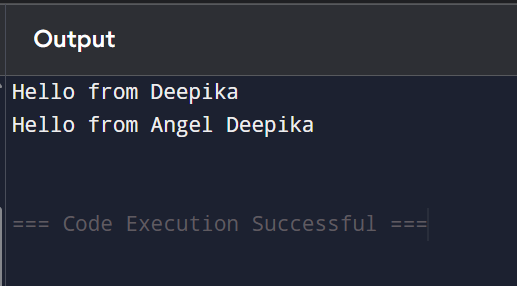 Output
Hello from Deepika
Hello from Angel Deepika
=== Code Execution Successful ===